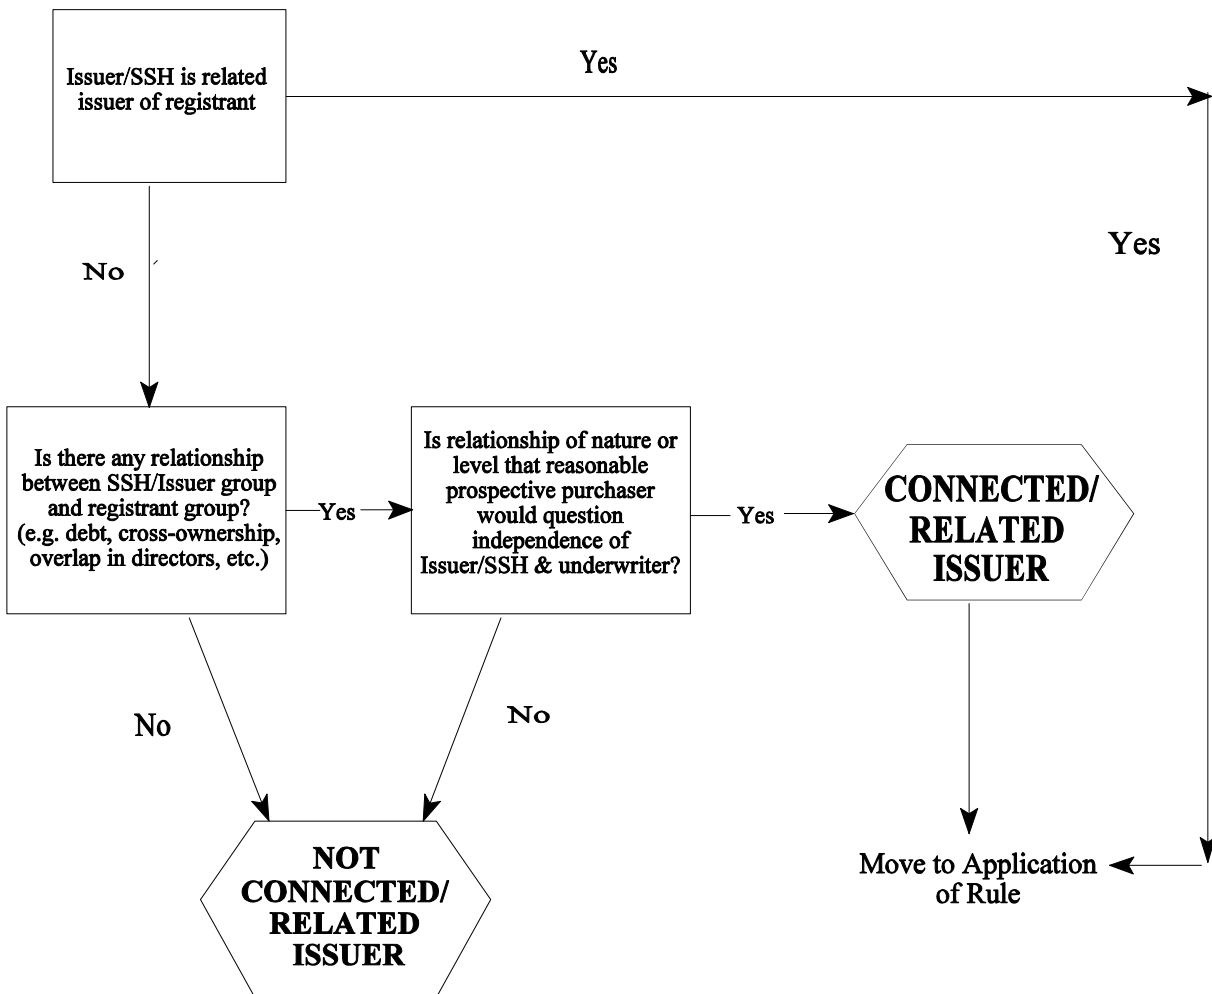 Issuer/SSH is related
issuer of registrant
Yes
Yes
No
Is there any relationship
between SSH/Issuer group
and registrant group?
(e.g. debt, cross-ownership,
overlap in directors, etc.)
Yes
Is relationship of nature or
level that reasonable
prospective purchaser
would question
independence of
Issuer/SSH & underwriter?
Yes
CONNECTED/
RELATED
ISSUER
No
No
NOT
CONNECTED/
RELATED
ISSUER
Move to Application
of Rule